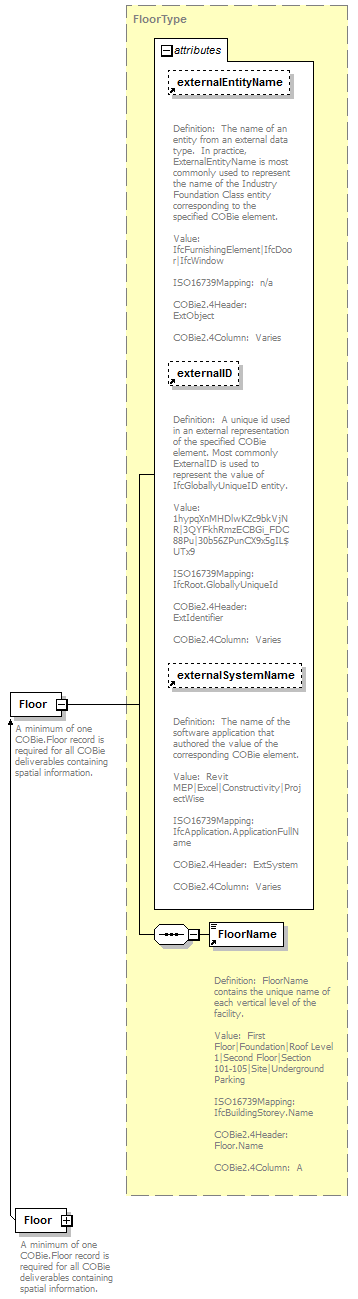 FloorType
attributes
externalEntityName
Definition:  The name of an
entity from an external data
type.  In practice,
ExternalEntityName is most
commonly used to represent
the name of the Industry
Foundation Class entity
corresponding to the
specified COBie element.
Value:
IfcFurnishingElement|IfcDoo
r|IfcWindow
ISO16739Mapping:  n/a
COBie2.4Header:
ExtObject
COBie2.4Column:  Varies
externalID
Definition:  A unique id used
in an external representation
of the specified COBie
element. Most commonly
ExternalID is used to
represent the value of
IfcGloballyUniqueID entity.
Value:
1hypqXnMHDlwKZc9bkVjN
R|3QYFkhRmzECBGi_FDC
88Pu|30b56ZPunCX9x5gIL$
UTx9
ISO16739Mapping:
IfcRoot.GloballyUniqueId
COBie2.4Header:
ExtIdentifier
COBie2.4Column:  Varies
externalSystemName
Definition:  The name of the
software application that
authored the value of the
corresponding COBie element.
Value:  Revit
MEP|Excel|Constructivity|Proj
ectWise
ISO16739Mapping:
IfcApplication.ApplicationFullN
ame
COBie2.4Header:  ExtSystem
COBie2.4Column:  Varies
Floor
A minimum of one
COBie.Floor record is
required for all COBie
deliverables containing
spatial information.
FloorName
Definition:  FloorName
contains the unique name of
each vertical level of the
facility.
Value:  First
Floor|Foundation|Roof Level
1|Second Floor|Section
101-105|Site|Underground
Parking
ISO16739Mapping:
IfcBuildingStorey.Name
COBie2.4Header:
Floor.Name
COBie2.4Column:  A
Floor
A minimum of one
COBie.Floor record is
required for all COBie
deliverables containing
spatial information.